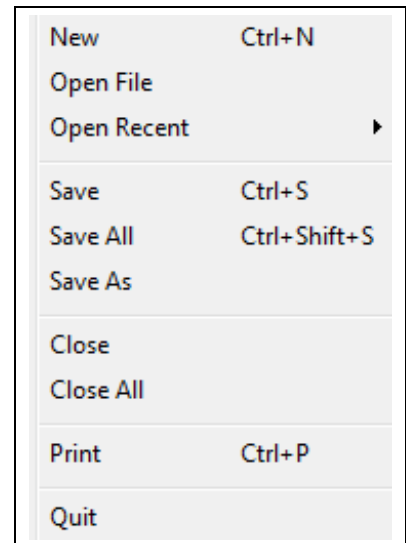 New Ctrl+N
Open File
Open Recent
Save Ctrl+S
Save All Ctrl+Shift+S
Save As
Close
Close All
Print Ctrl+P
Quit